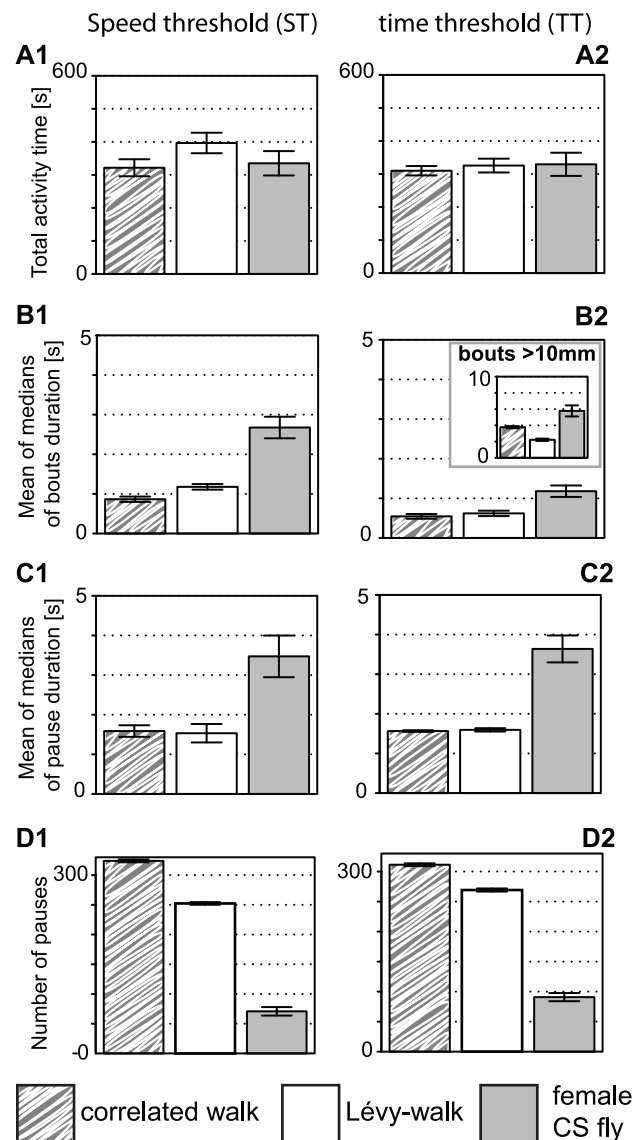 Speed threshold (ST)
time threshold (TT)
A1
A2
600
0
Total activity time [s]
600
0
B1
B2
5
0
Mean of medians
of bouts duration [s]
5
0
bouts >10mm
10
0
C1
C2
5
0
Mean of medians
of pause duration [s]
5
0
D1
D2
300
-0
Number of pauses
300
0
correlated walk
Lévy-walk
female
CS fly